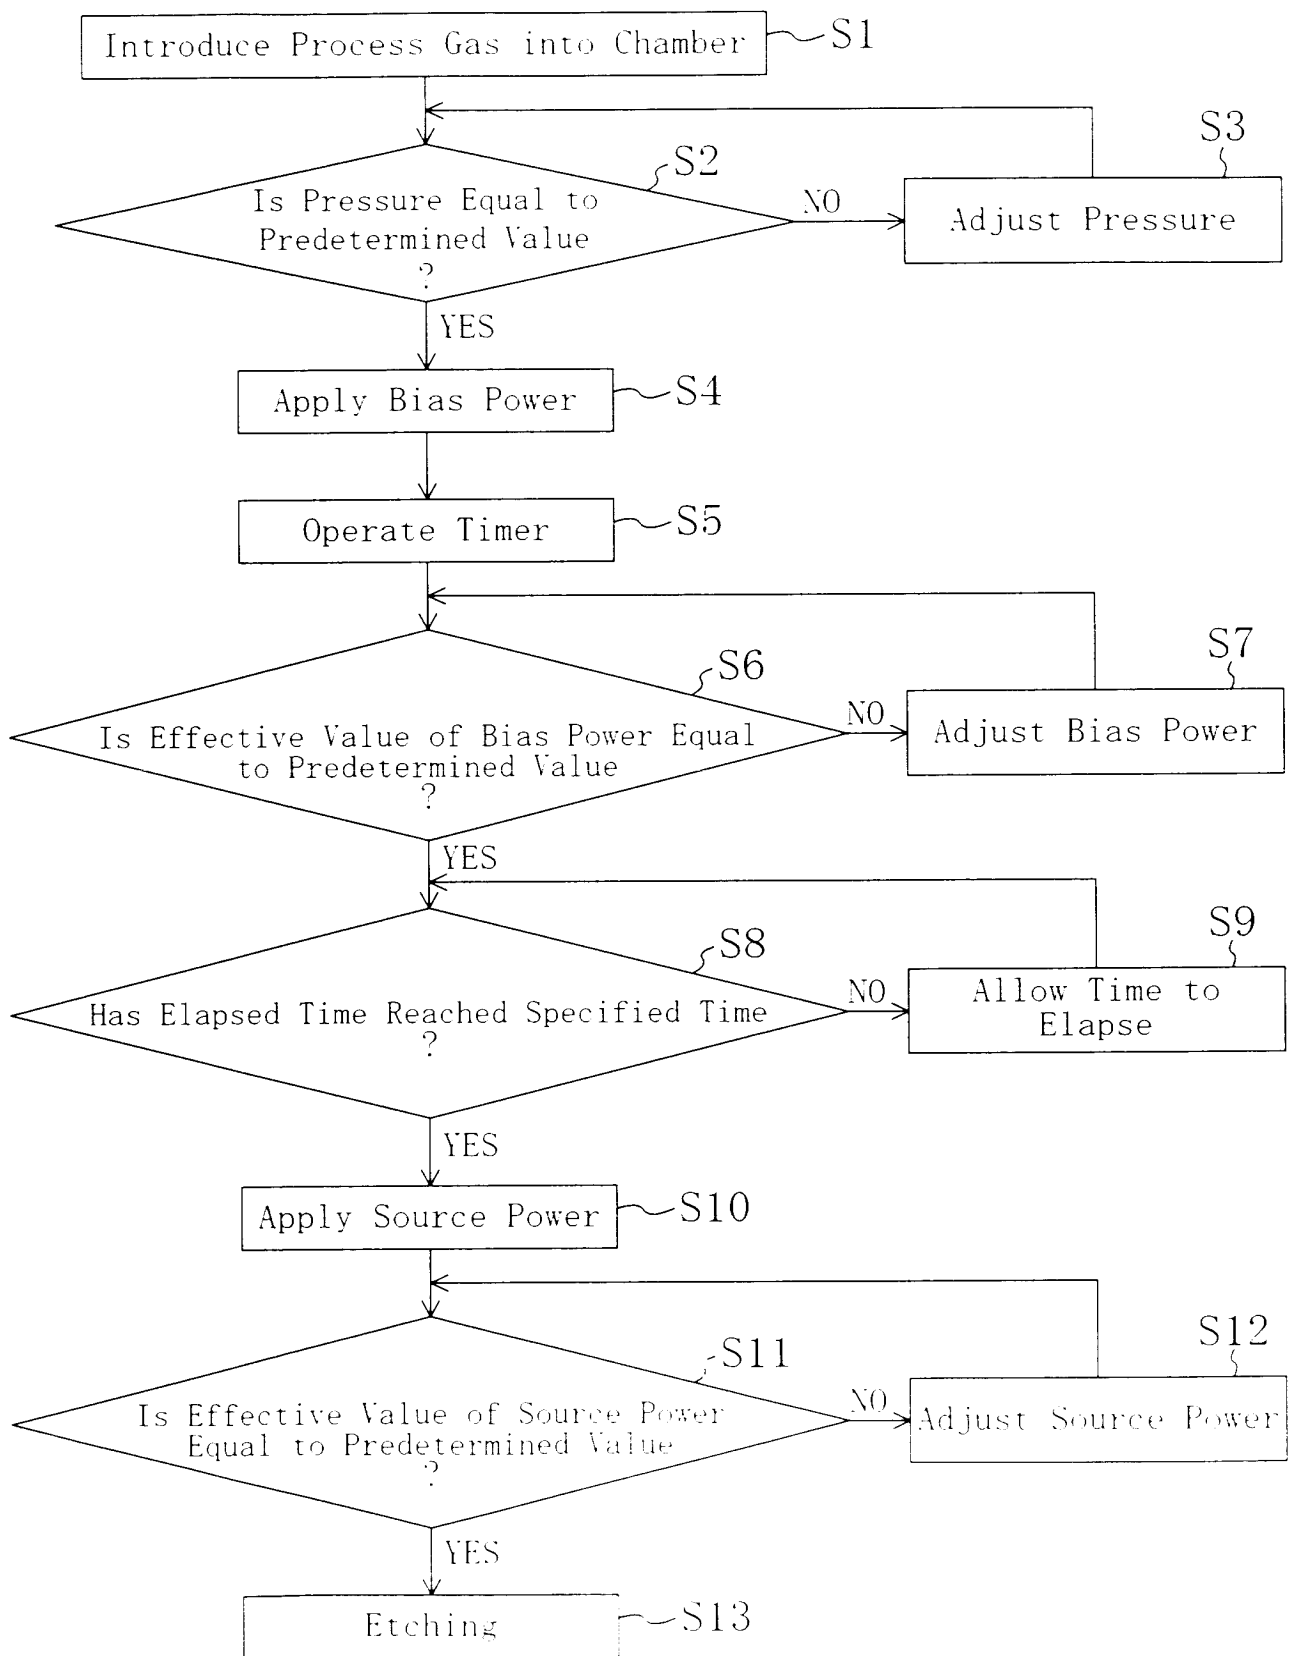 Introduce Process Gas into Chamber
S1
S2
Is Pressure Equal to
Predetermined Value
?
NO
S3
Adjust Pressure
YES
Apply Bias Power
S4
Operate Timer
S5
S6
Is Effective Value of Bias Power Equal
to Predetermined Value
?
NO
S7
Adjust Bias Power
YES
S8
Has Elapsed Time Reached Specified Time
?
NO
S9
Allow Time to
Elapse
YES
Apply Source Power
S10
S11
Is Effective Value of Source Power
Equal to Predetermined Value
?
NO
S12
Adjust Source Power
YES
Etching
S13